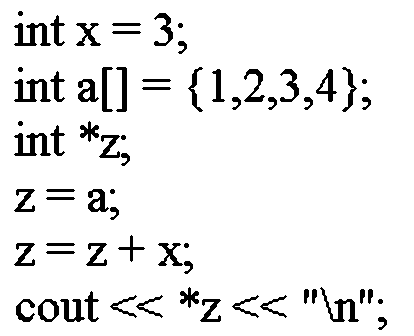 int x = 3;
int a[] = {1,2,3,4};
int *z;
z = a;
z = z + x;
cout << *z << "\n";